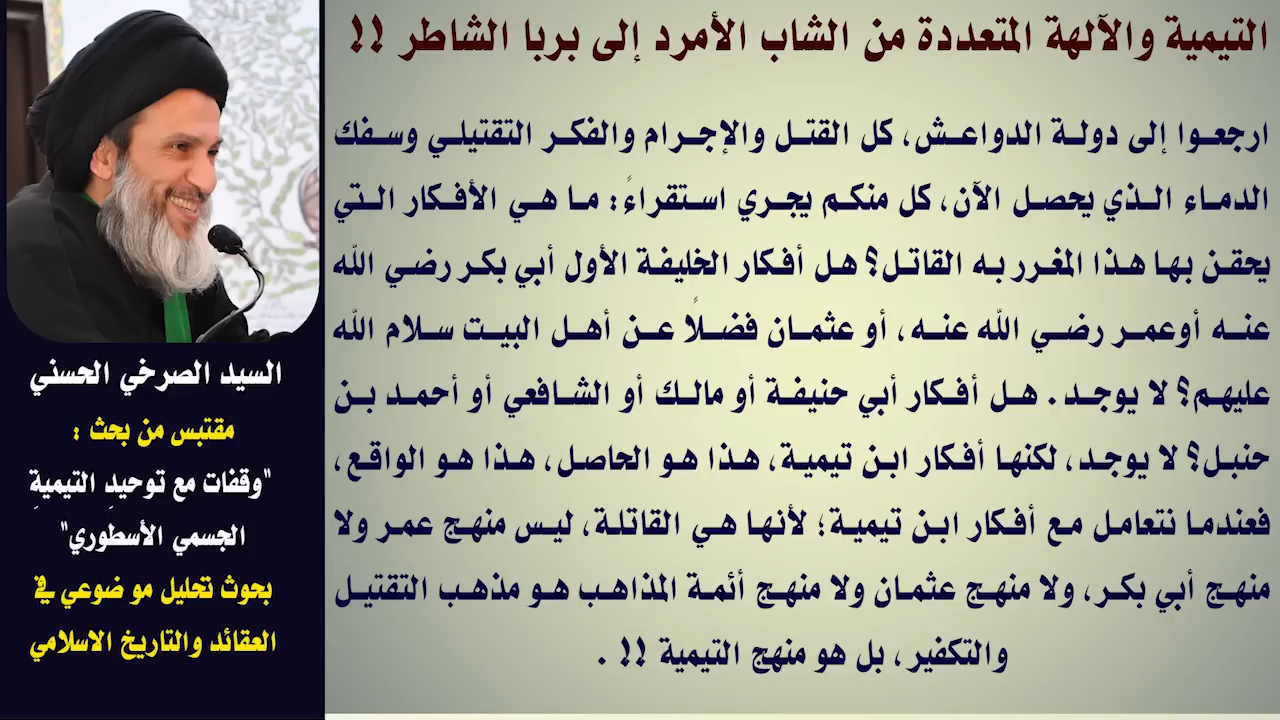 التيمية والآلهة المتعددة من الشاب الأمرد إلى بربا الشاطر !!
ارجعوا إلى دولة الدواعش، كل القتل والإجرام والفكر التقتيلي وسفك
الدماء الذي يحصل الآن، كل منكم يجري استقراءً: ما هي الأفكار التي
يحقن بها هذا المغرر به القاتل؟ هل أفكار الخليفة الأول أبي بكر رضي الله
عنه أوعمر رضي الله عنه، أو عثمان فضلاً عن أهل البيت سلام الله
عليهم؟ لا يوجد. هل أفكار أبي حنيفة أو مالك أو الشافعي أو أحمد بن
حنبل؟ لا يوجد، لكنها أفكار ابن تيمية، هذا هو الحاصل، هذا هو الواقع،
فعندما نتعامل مع أفكار ابن تيمية؛ لأنها هي القاتلة، ليس منهج عمر ولا
منهج أبي بكر، ولا منهج عثمان ولا منهج أئمة المذاهب هو مذهب التقتيل
والتكفير، بل هو منهج التيمية !! .
السيد الصرخي الحسني
مقتبس من بحث :
"وقفات مع توحيدِ التيميةِ
الجسمي الأسطوري"
بحوث تحليل مو ضوعي في
العقائد والتاريخ الاسلامي